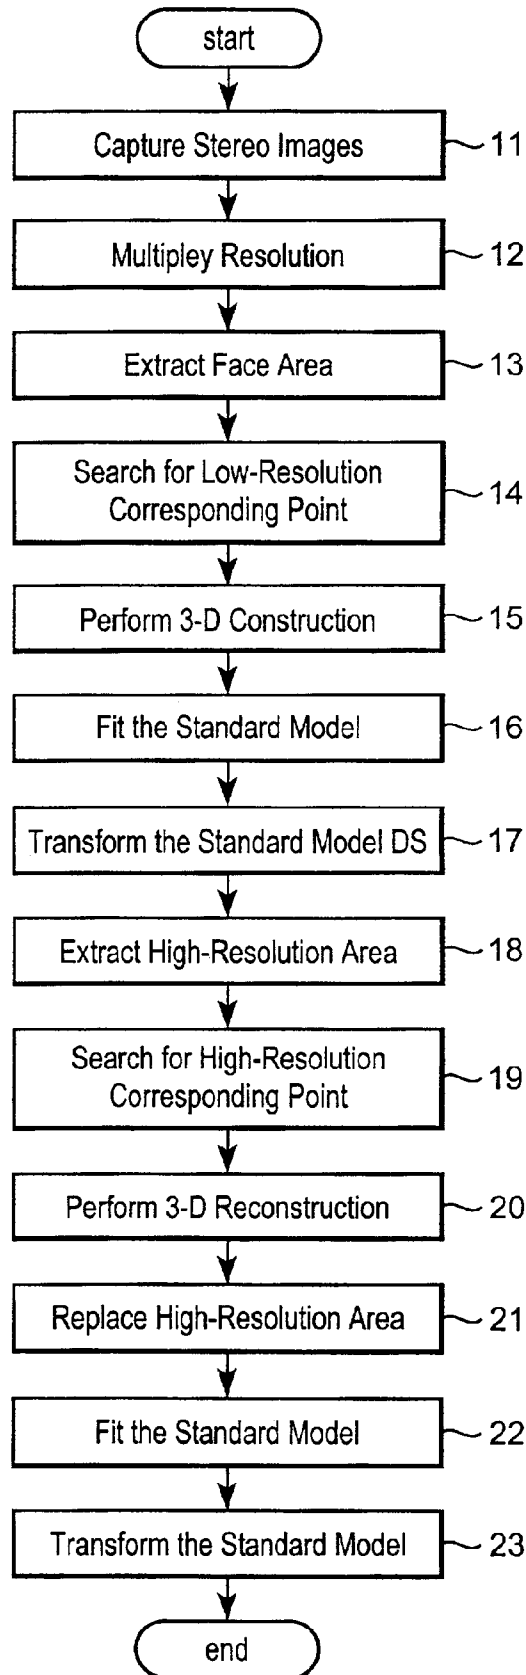 start
Capture Stereo Images 11
Multipley Resolution 12
Extract Face Area 13
Search for Low-Resolution
Corresponding Point 14
Perform 3-D Construction 15
Fit the Standard Model 16
Transform the Standard Model DS 17
Extract High-Resolution Area 18
Search for High-Resolution
Corresponding Point 19
Perform 3-D Reconstruction 20
Replace High-Resolution Area 21
Fit the Standard Model 22
Transform the Standard Model 23
end